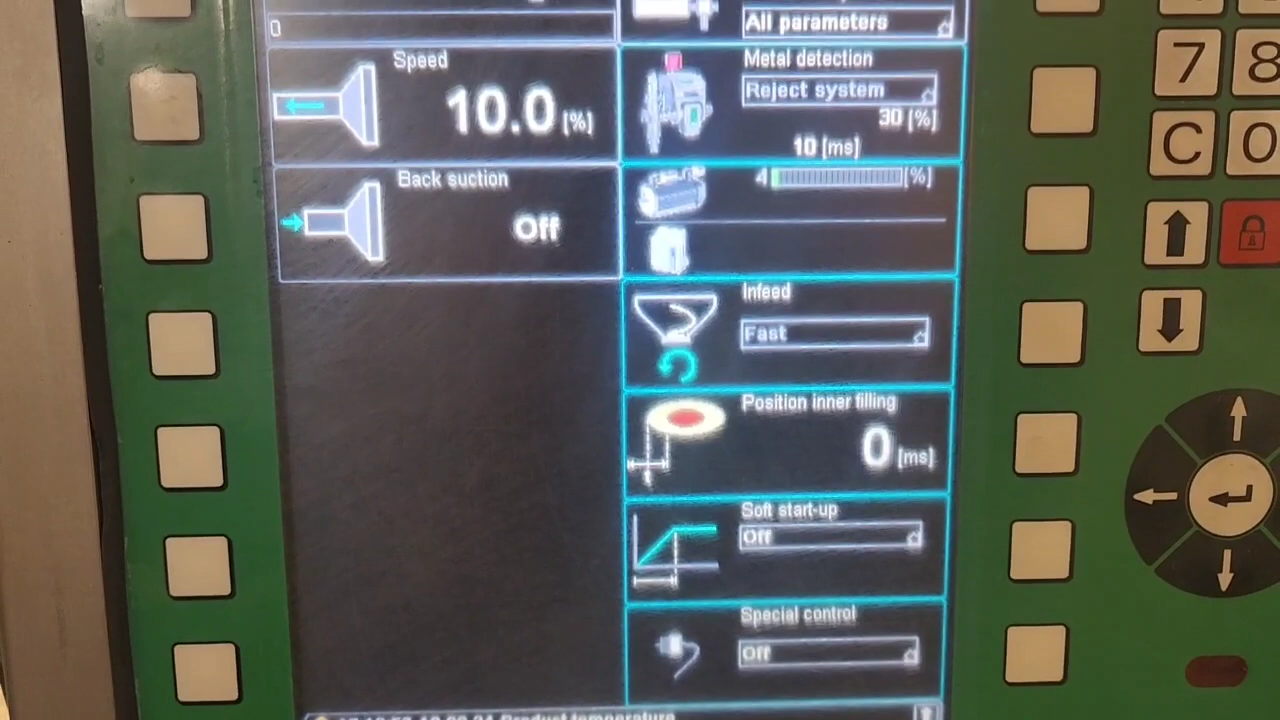 0
All parameters
Speed
10.0 [%]
Metal detection
Reject system
30 [%]
10 [ms]
Back suction
Off
4 [%]
Infeed
Fast
Position inner filling
0 [ms]
Soft start-up
Off
Special control
Off
Product temperature
7 8
C 0